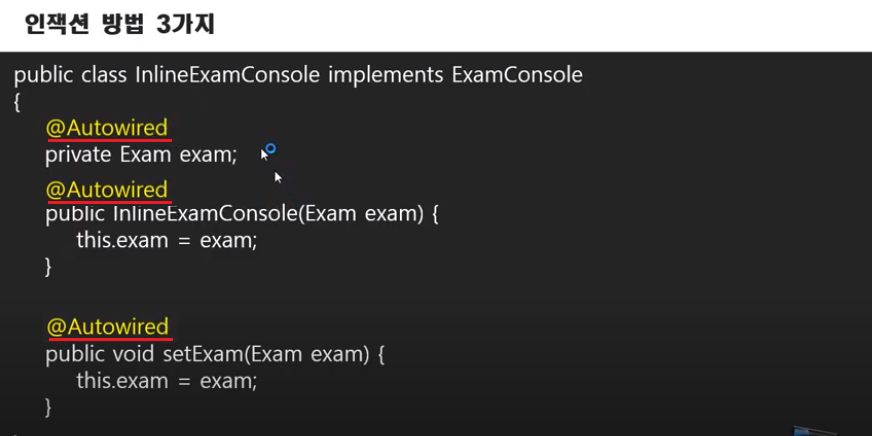 인잭션 방법 3가지
public class InlineExamConsole implements ExamConsole
{
@Autowired
private Exam exam;
@Autowired
public InlineExamConsole(Exam exam) {
this.exam = exam;
}
@Autowired
public void setExam(Exam exam) {
this.exam = exam;
}